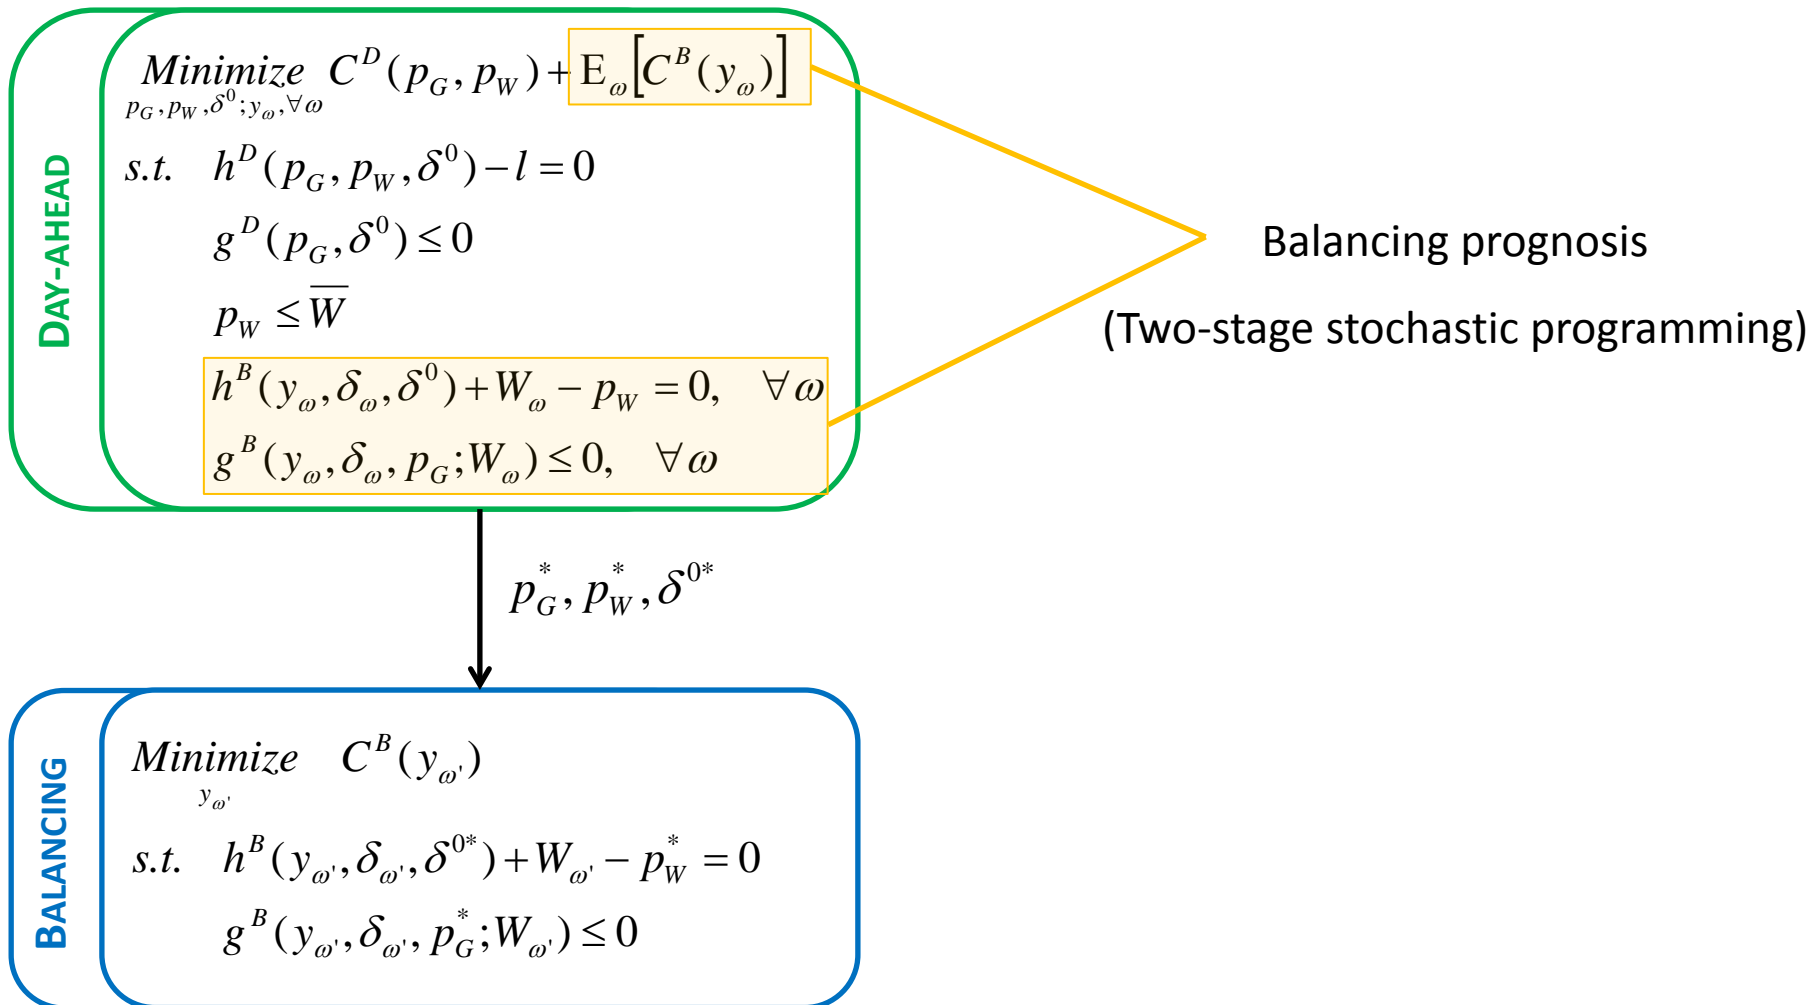 DAY-AHEAD
Minimize C^D(p_G, p_W) + E_ω[C^B(y_ω)]
p_G, p_W, δ^0; y_ω, ∀ω
s.t. h^D(p_G, p_W, δ^0) − l = 0
g^D(p_G, δ^0) ≤ 0
p_W ≤ W̅
h^B(y_ω, δ_ω, δ^0) + W_ω − p_W = 0, ∀ω
g^B(y_ω, δ_ω, p_G; W_ω) ≤ 0, ∀ω
Balancing prognosis
(Two-stage stochastic programming)
p_G^*, p_W^*, δ^{0*}
BALANCING
Minimize C^B(y_ω')
y_ω'
s.t. h^B(y_ω', δ_ω', δ^{0*}) + W_ω' − p_W^* = 0
g^B(y_ω', δ_ω', p_G^*; W_ω') ≤ 0